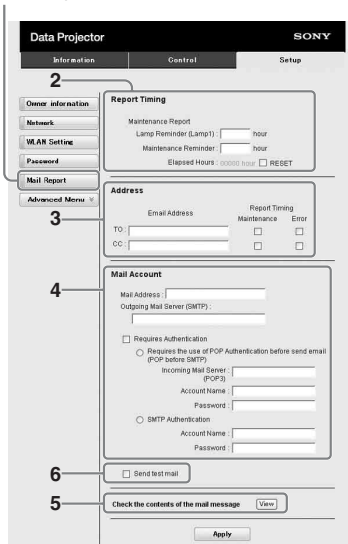 Data Projector
SONY
Information
Control
Setup
2
Owner information
Network
WLAN Setting
Password
Mail Report
Advanced Menu
Report Timing
Maintenance Report
Lamp Reminder (Lamp1) : hour
Maintenance Reminder : hour
Elapsed Hours : 00000 hour RESET
3
Address
Email Address
Report Timing
Maintenance Error
TO :
CC :
4
Mail Account
Mail Address :
Outgoing Mail Server (SMTP) :
Requires Authentication
Requires the use of POP Authentication before send email
(POP before SMTP)
Incoming Mail Server :
(POP3)
Account Name :
Password :
SMTP Authentication
Account Name :
Password :
6
Send test mail
5
Check the contents of the mail message View
Apply